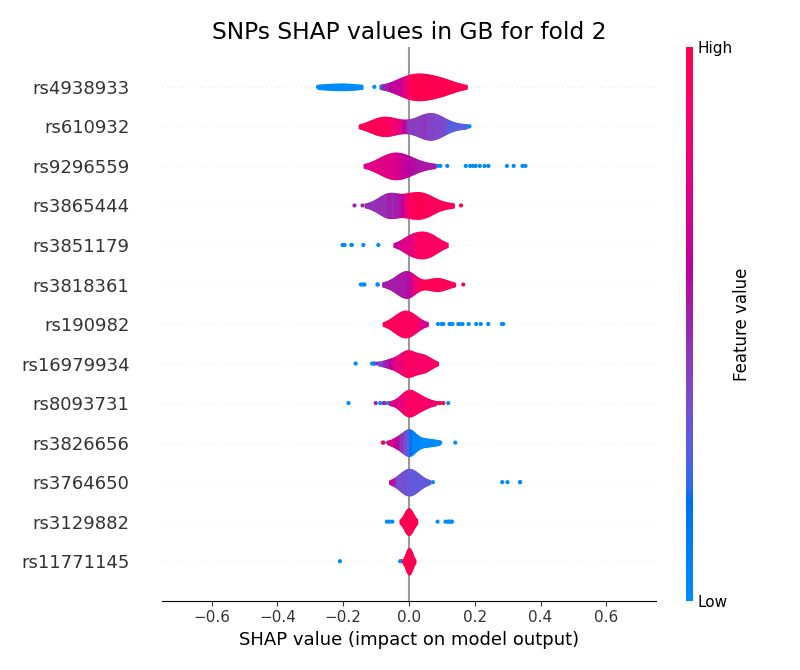 SNPs SHAP values in GB for fold 2
High
rs4938933
rs610932
rs9296559
rs3865444
rs3851179
rs3818361
rs190982
rs16979934
rs8093731
rs3826656
rs3764650
rs3129882
rs11771145
Feature value
Low
−0.6 −0.4 −0.2 0.0 0.2 0.4 0.6
SHAP value (impact on model output)